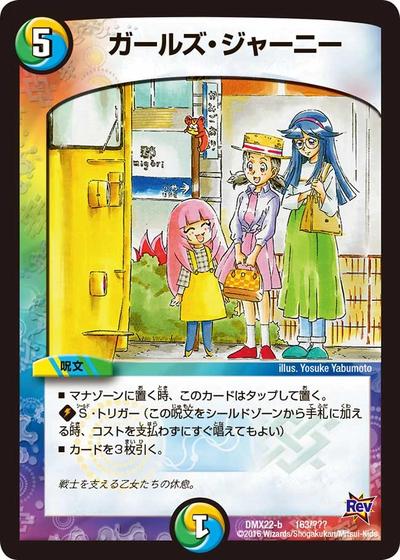 5
ガールズ・ジャーニー
migori
illus. Yosuke Yabumoto
呪文
■ マナゾーンに置く時、このカードはタップして置く。
S・トリガー (この呪文をシールドゾーンから手札に加え
る時、コストを支払わずにすぐ唱えてもよい)
■ カードを3枚引く。
戦士を支える乙女たちの休息。
1
DMX22-b 163/???
©2016 Wizards/Shogakukan/Mitsui-Kids
Rev